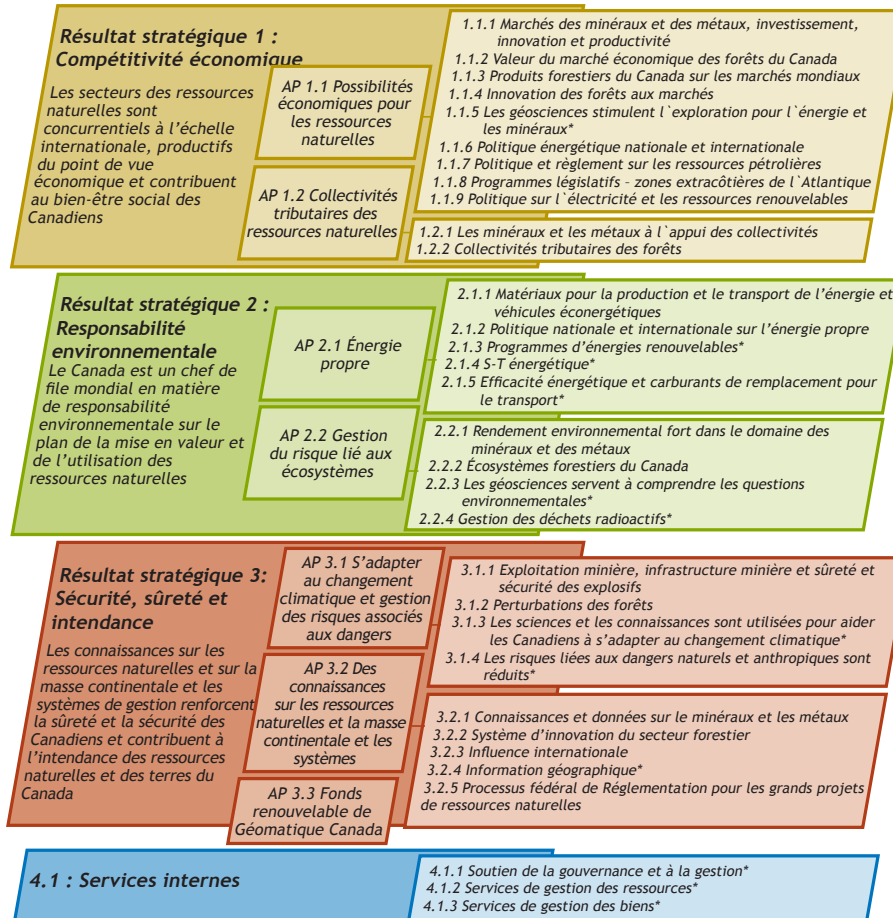 Résultat stratégique 1 :
Compétitivité économique
Les secteurs des ressources
naturelles sont
concurrentiels à l’échelle
internationale, productifs
du point de vue
économique et contribuent
au bien-être social des
Canadiens
AP 1.1 Possibilités
économiques pour
les ressources
naturelles
AP 1.2 Collectivités
tributaires des
ressources naturelles
1.1.1 Marchés des minéraux et des métaux, investissement,
innovation et productivité
1.1.2 Valeur du marché économique des forêts du Canada
1.1.3 Produits forestiers du Canada sur les marchés mondiaux
1.1.4 Innovation des forêts aux marchés
1.1.5 Les géosciences stimulent l`exploration pour l`énergie et
les minéraux*
1.1.6 Politique énergétique nationale et internationale
1.1.7 Politique et règlement sur les ressources pétrolières
1.1.8 Programmes législatifs – zones extracôtières de l`Atlantique
1.1.9 Politique sur l`électricité et les ressources renouvelables
1.2.1 Les minéraux et les métaux à l`appui des collectivités
1.2.2 Collectivités tributaires des forêts
Résultat stratégique 2 :
Responsabilité
environnementale
Le Canada est un chef de
file mondial en matière
de responsabilité
environnementale sur le
plan de la mise en valeur et
de l’utilisation des
ressources naturelles
AP 2.1 Énergie
propre
AP 2.2 Gestion
du risque lié aux
écosystèmes
2.1.1 Matériaux pour la production et le transport de l’énergie et
véhicules éconergétiques
2.1.2 Politique nationale et internationale sur l’énergie propre
2.1.3 Programmes d’énergies renouvelables*
2.1.4 S-T énergétique*
2.1.5 Efficacité énergétique et carburants de remplacement pour
le transport*
2.2.1 Rendement environnemental fort dans le domaine des
minéraux et des métaux
2.2.2 Écosystèmes forestiers du Canada
2.2.3 Les géosciences servent à comprendre les questions
environnementales*
2.2.4 Gestion des déchets radioactifs*
Résultat stratégique 3:
Sécurité, sûreté et
intendance
Les connaissances sur les
ressources naturelles et sur la
masse continentale et les
systèmes de gestion renforcent
la sûreté et la sécurité des
Canadiens et contribuent à
l’intendance des ressources
naturelles et des terres du
Canada
AP 3.1 S’adapter
au changement
climatique et gestion
des risques associés
aux dangers
AP 3.2 Des
connaissances
sur les ressources
naturelles et la masse
continentale et les
systèmes
AP 3.3 Fonds
renouvelable de
Géomatique Canada
3.1.1 Exploitation minière, infrastructure minière et sûreté et
sécurité des explosifs
3.1.2 Perturbations des forêts
3.1.3 Les sciences et les connaissances sont utilisées pour aider
les Canadiens à s’adapter au changement climatique*
3.1.4 Les risques liées aux dangers naturels et anthropiques sont
réduits*
3.2.1 Connaissances et données sur le minéraux et les métaux
3.2.2 Système d’innovation du secteur forestier
3.2.3 Influence internationale
3.2.4 Information géographique*
3.2.5 Processus fédéral de Réglementation pour les grands projets
de ressources naturelles
4.1 : Services internes
4.1.1 Soutien de la gouvernance et à la gestion*
4.1.2 Services de gestion des ressources*
4.1.3 Services de gestion des biens*